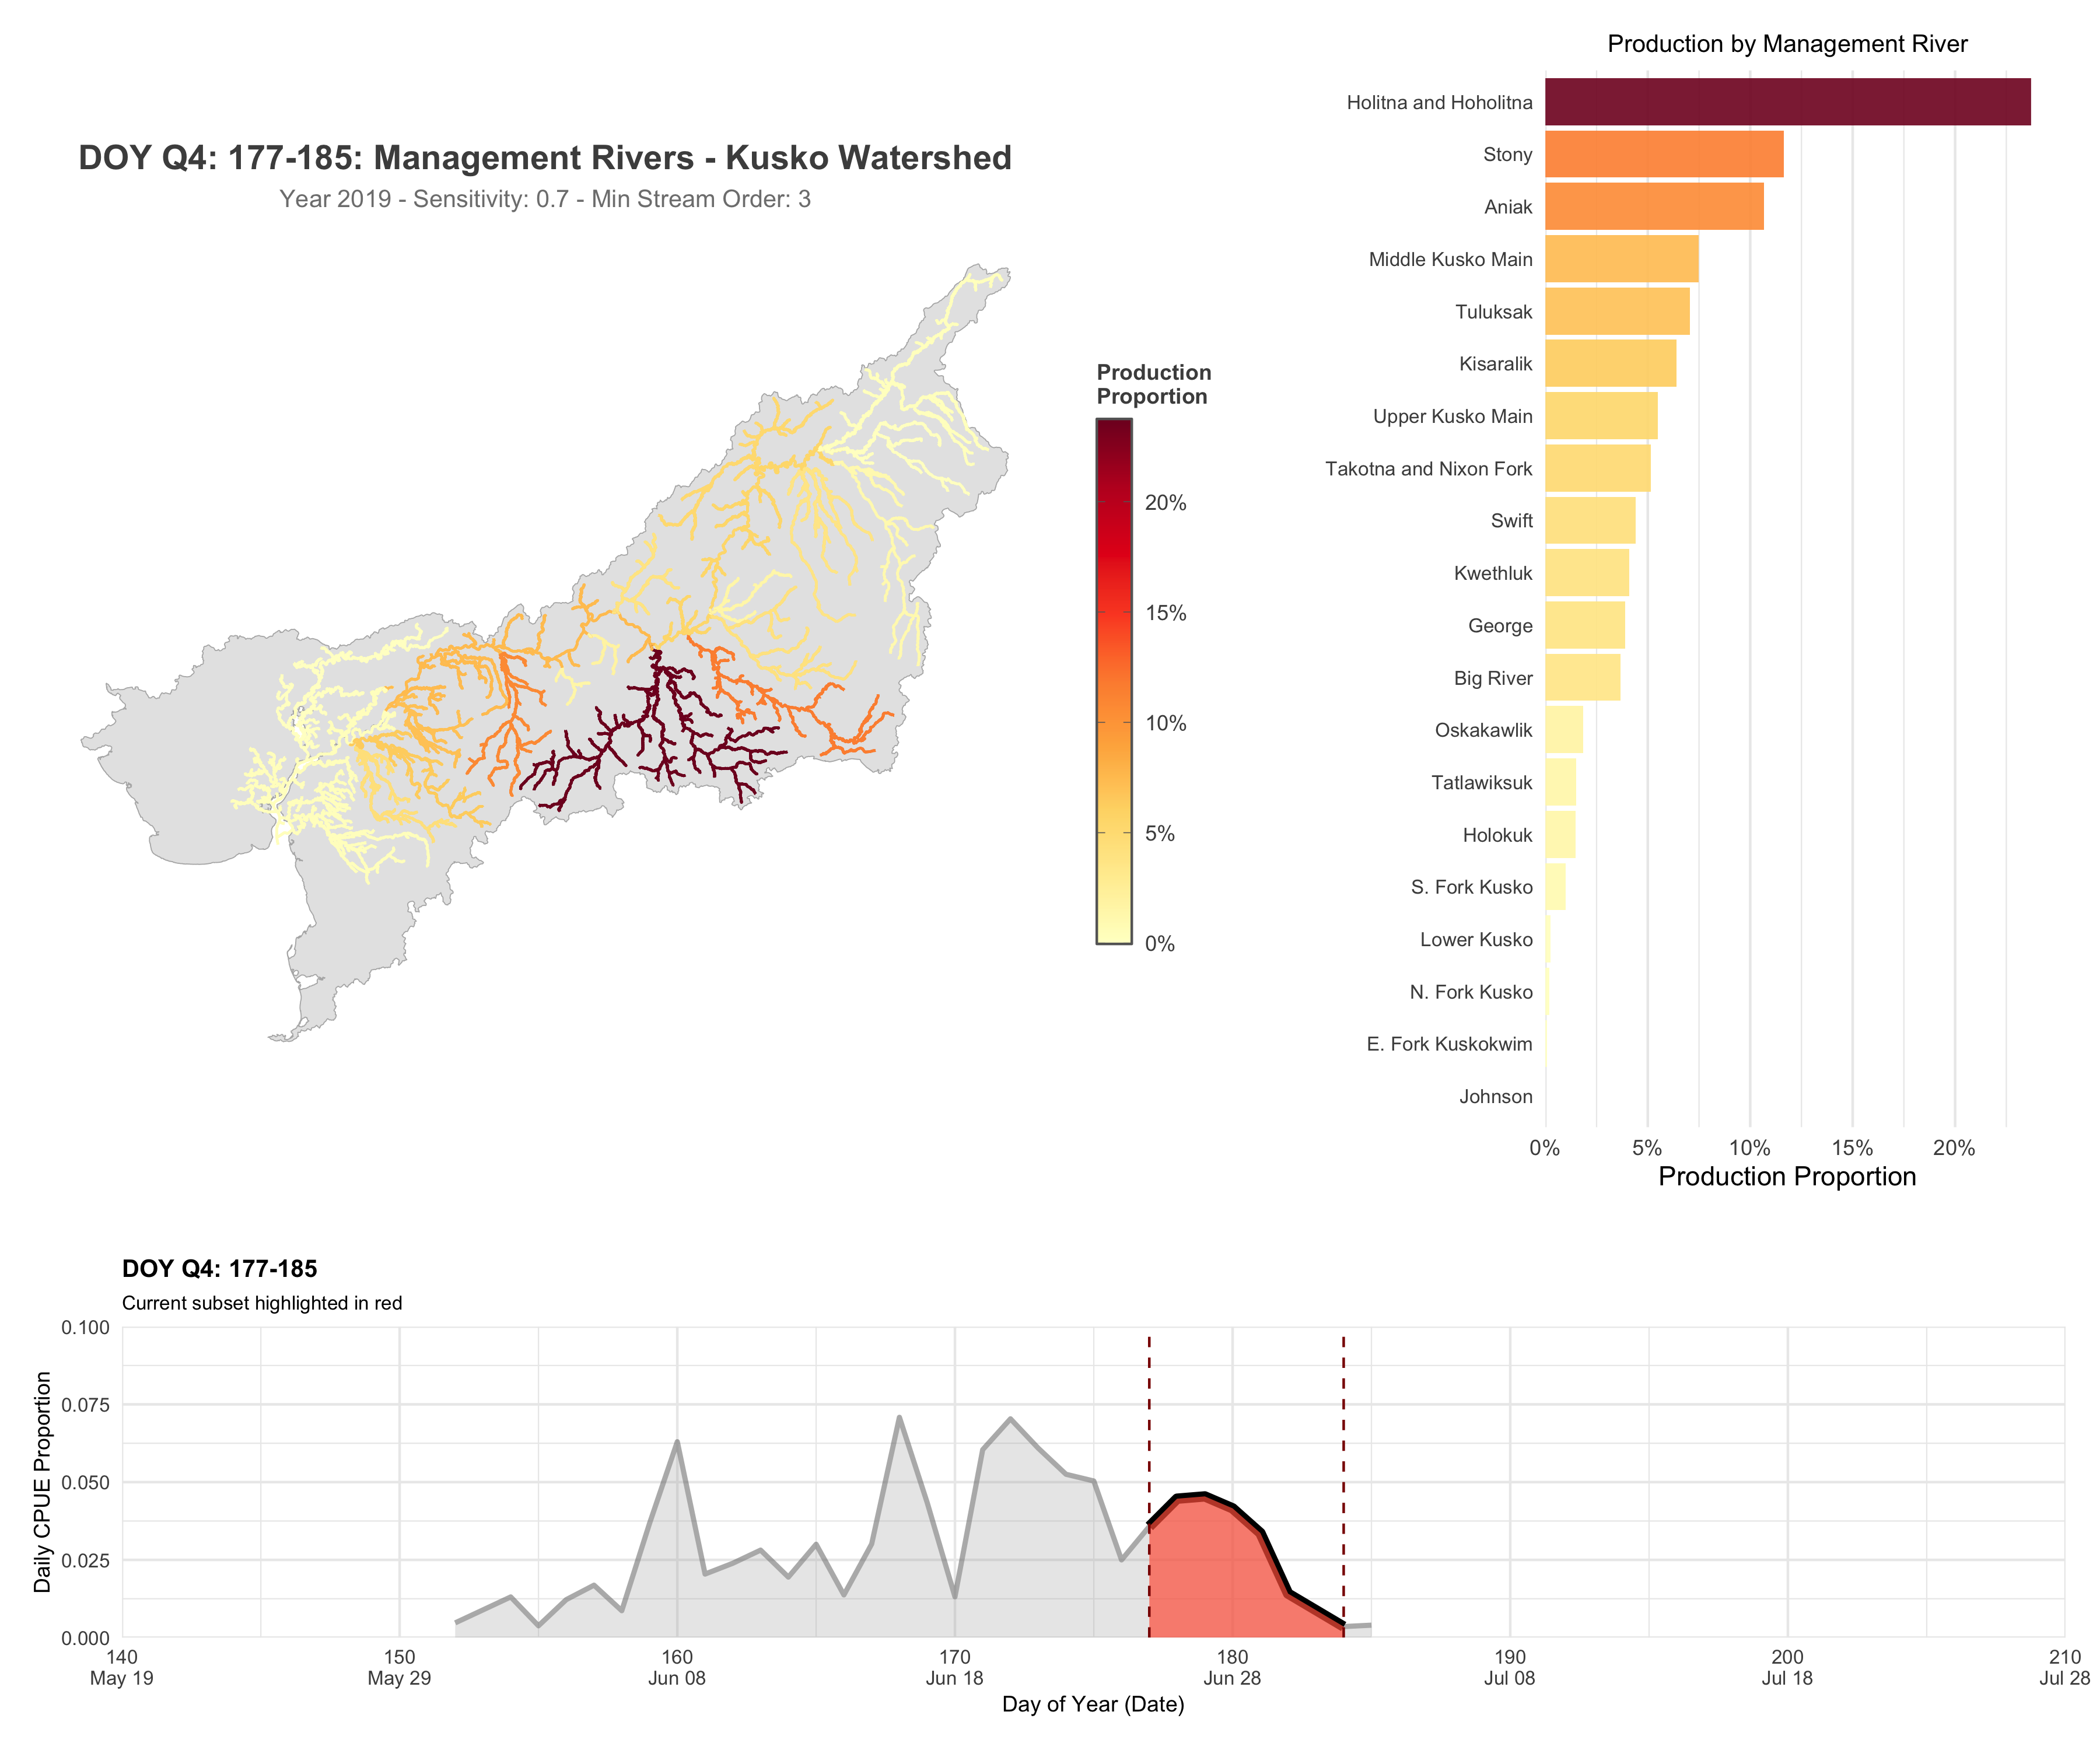 Production by Management River
DOY Q4: 177-185: Management Rivers - Kusko Watershed
Year 2019 - Sensitivity: 0.7 - Min Stream Order: 3
Production
Proportion
20%
15%
10%
5%
0%
Holitna and Hoholitna
Stony
Aniak
Middle Kusko Main
Tuluksak
Kisaralik
Upper Kusko Main
Takotna and Nixon Fork
Swift
Kwethluk
George
Big River
Oskakawlik
Tatlawiksuk
Holokuk
S. Fork Kusko
Lower Kusko
N. Fork Kusko
E. Fork Kuskokwim
Johnson
0% 5% 10% 15% 20%
Production Proportion
DOY Q4: 177-185
Current subset highlighted in red
Daily CPUE Proportion
0.100
0.075
0.050
0.025
0.000
140 150 160 170 180 190 200 210
May 19 May 29 Jun 08 Jun 18 Jun 28 Jul 08 Jul 18 Jul 28
Day of Year (Date)